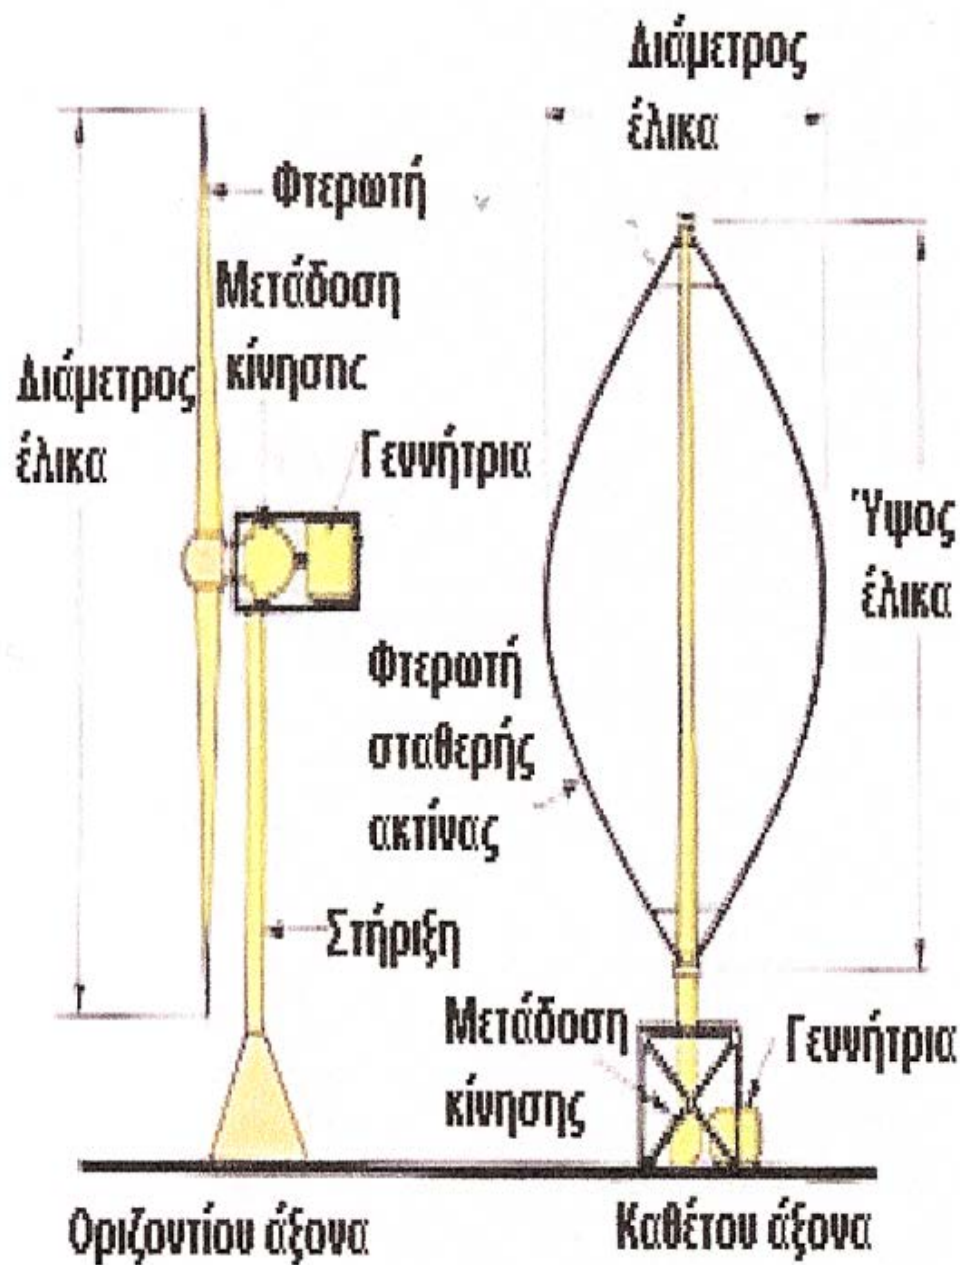 Διάμετρος
έλικα
Φτερωτή
Μετάδοση
κίνησης
Διάμετρος
έλικα
Γεννήτρια
Ύψος
έλικα
Φτερωτή
σταθερής
ακτίνας
Στήριξη
Μετάδοση
κίνησης
Γεννήτρια
Οριζοντίου άξονα
Καθέτου άξονα